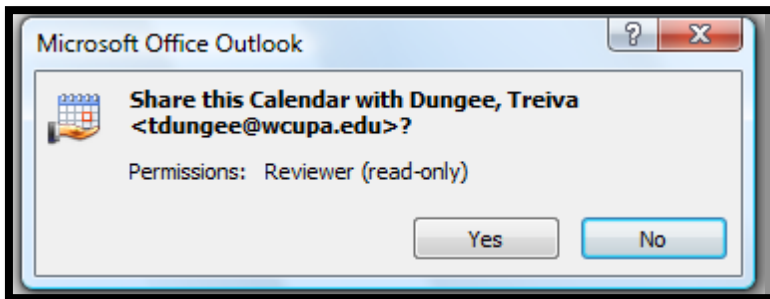 Microsoft Office Outlook
Share this Calendar with Dungee, Treiva
<tdungee@wcupa.edu>?
Permissions: Reviewer (read-only)
Yes No